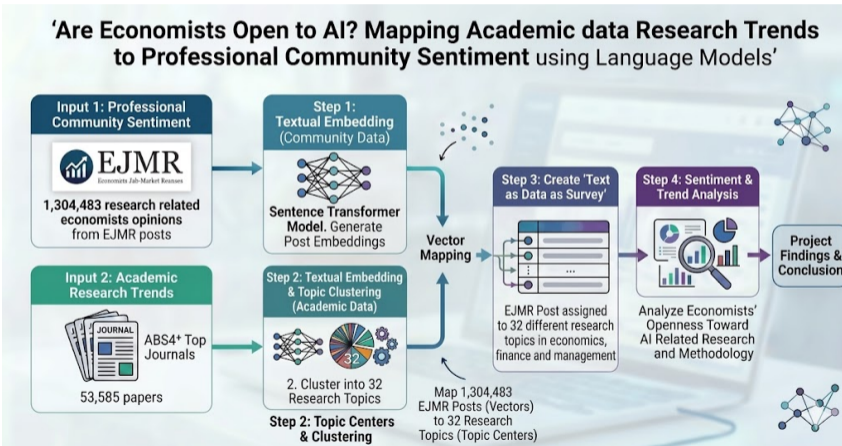 ‘Are Economists Open to AI? Mapping Academic data Research Trends
to Professional Community Sentiment using Language Models’
Input 1: Professional
Community Sentiment
EJMR
Economists Job-Market Reamses
1,304,483 research related
economists opinions
from EJMR posts
Step 1:
Textual Embedding
(Community Data)
Sentence Transformer
Model. Generate
Post Embeddings
Input 2: Academic
Research Trends
JOURNAL
ABS4⁺ Top
Journals
53,585 papers
Step 2: Textual Embedding
& Topic Clustering
(Academic Data)
32
2. Cluster into 32
Research Topics
Step 2: Topic Centers
& Clustering
Vector
Mapping
Map 1,304,483
EJMR Posts (Vectors)
to 32 Research
Topics (Topic Centers)
Step 3: Create ‘Text
as Data as Survey’
...
EJMR Post assigned
to 32 different research
topics in economics,
finance and management
Step 4: Sentiment &
Trend Analysis
Analyze Economists’
Openness Toward
AI Related Research
and Methodology
Project
Findings &
Conclusion